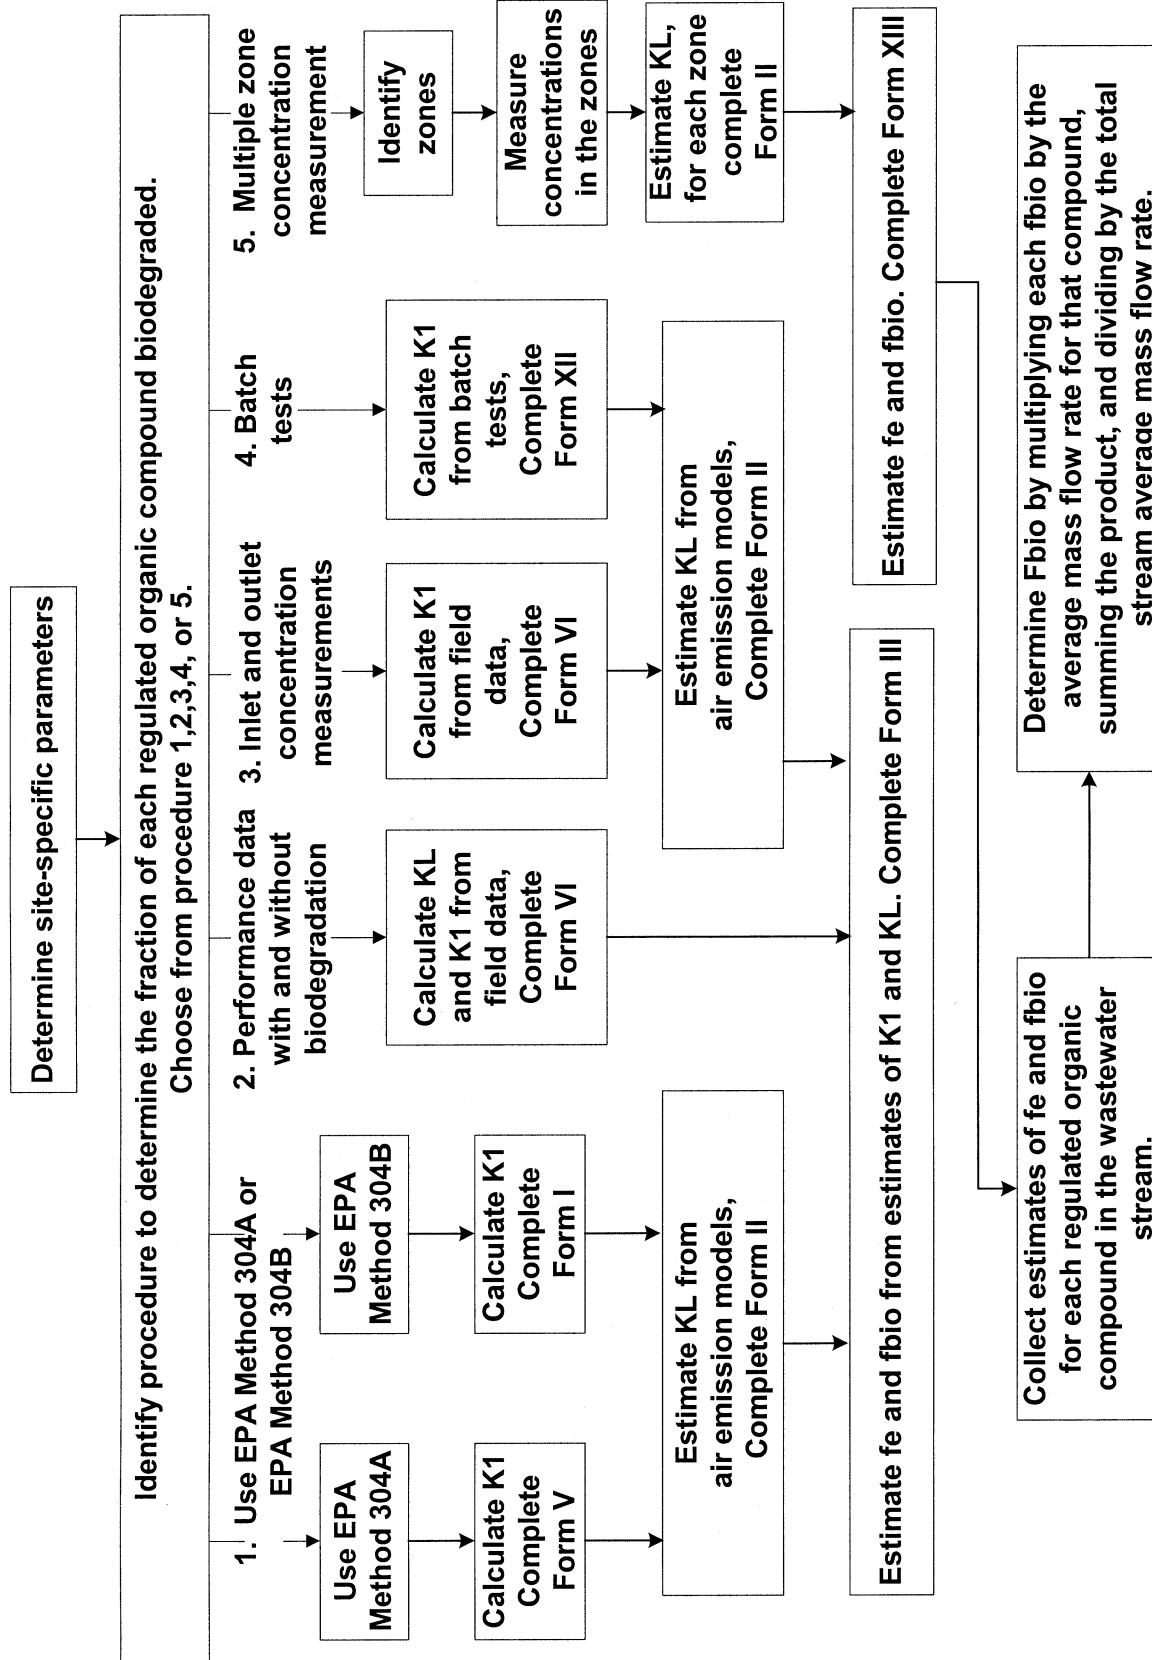 Determine site-specific parameters
Identify procedure to determine the fraction of each regulated organic compound biodegraded.
Choose from procedure 1,2,3,4, or 5.
1. Use EPA Method 304A or
EPA Method 304B
Use EPA
Method 304A
Calculate K1
Complete
Form V
Use EPA
Method 304B
Calculate K1
Complete
Form I
Estimate KL from
air emission models,
Complete Form II
2. Performance data
with and without
biodegradation
Calculate KL
and K1 from
field data,
Complete
Form VI
3. Inlet and outlet
concentration
measurements
Calculate K1
from field
data,
Complete
Form VI
4. Batch
tests
Calculate K1
from batch
tests,
Complete
Form XII
Estimate KL from
air emission models,
Complete Form II
5. Multiple zone
concentration
measurement
Identify
zones
Measure
concentrations
in the zones
Estimate KL,
for each zone
complete
Form II
Estimate fe and fbio from estimates of K1 and KL. Complete Form III
Estimate fe and fbio. Complete Form XIII
Collect estimates of fe and fbio
for each regulated organic
compound in the wastewater
stream.
Determine Fbio by multiplying each fbio by the
average mass flow rate for that compound,
summing the product, and dividing by the total
stream average mass flow rate.